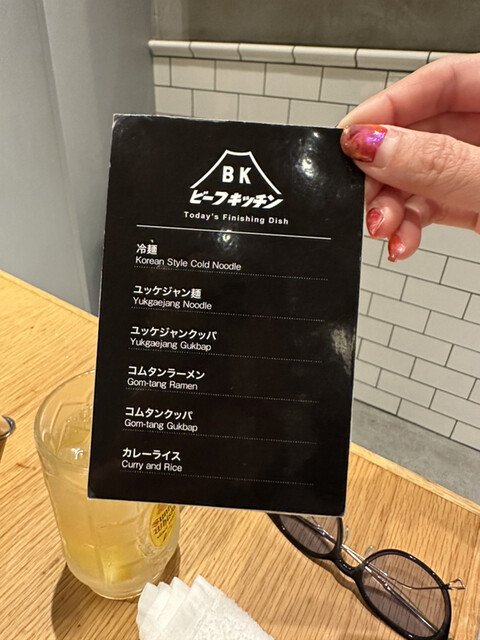 BK
ビーフキッチン
Today's Finishing Dish
冷麺
Korean Style Cold Noodle
ユッケジャン麺
Yukgaejang Noodle
ユッケジャンクッパ
Yukgaejang Gukbap
コムタンラーメン
Gom-tang Ramen
コムタンクッパ
Gom-tang Gukbap
カレーライス
Curry and Rice